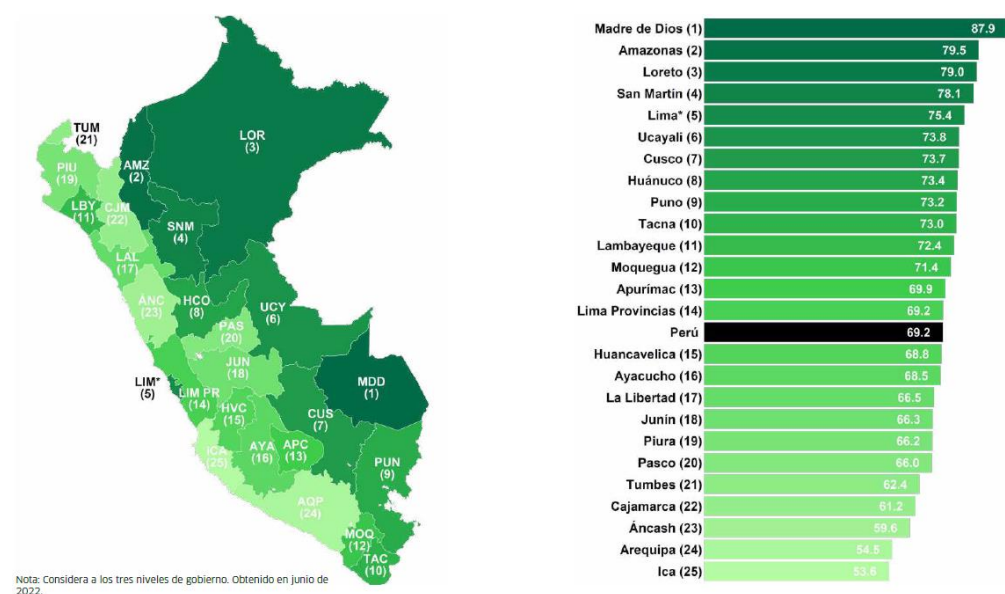 TUM
(21)
LOR
(3)
PIU
(19)
AMZ
(2)
LBY
(11)
CJM
(22)
SNM
(4)
LAL
(17)
ÁNC
(23)
HCO
(8)
UCY
(6)
PAS
(20)
JUN
(18)
LIM*
(5)
LIM PR
(14)
MDD
(1)
HVC
(15)
CUS
(7)
ICA
(25)
AYA
(16)
APC
(13)
PUN
(9)
AQP
(24)
MOQ
(12)
TAC
(10)
Nota: Considera a los tres niveles de gobierno. Obtenido en junio de
2022.
Madre de Dios (1) 87.9
Amazonas (2) 79.5
Loreto (3) 79.0
San Martín (4) 78.1
Lima* (5) 75.4
Ucayali (6) 73.8
Cusco (7) 73.7
Huánuco (8) 73.4
Puno (9) 73.2
Tacna (10) 73.0
Lambayeque (11) 72.4
Moquegua (12) 71.4
Apurímac (13) 69.9
Lima Provincias (14) 69.2
Perú 69.2
Huancavelica (15) 68.8
Ayacucho (16) 68.5
La Libertad (17) 66.5
Junín (18) 66.3
Piura (19) 66.2
Pasco (20) 66.0
Tumbes (21) 62.4
Cajamarca (22) 61.2
Áncash (23) 59.6
Arequipa (24) 54.5
Ica (25) 53.6